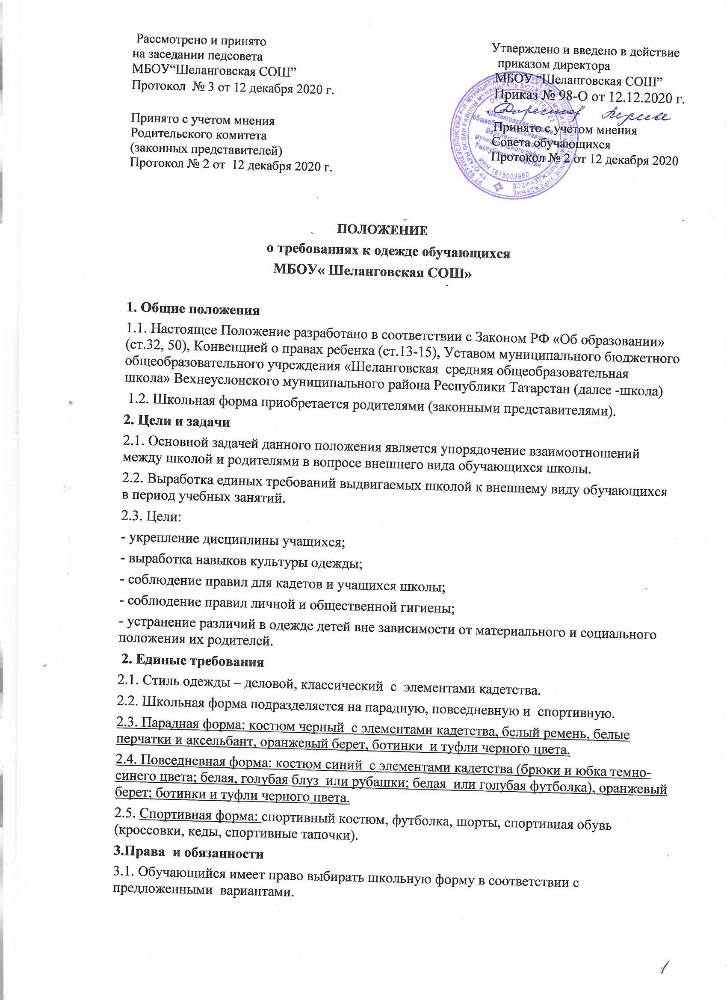 Рассмотрено и принято
на заседании педсовета
МБОУ“Шеланговская СОШ”
Протокол № 3 от 12 декабря 2020 г.
Принято с учетом мнения
Родительского комитета
(законных представителей)
Протокол № 2 от 12 декабря 2020 г.
Утверждено и введено в действие
приказом директора
МБОУ “Шеланговская СОШ”
Приказ № 98-О от 12.12.2020 г.
Директор
Принято с учетом мнения
Совета обучающихся
Протокол № 2 от 12 декабря 2020
Шеланговская средняя
общеобразовательная школа
Верхнеуслонского
муниципального района
Республики Татарстан
ИНН 1615003960
ПОЛОЖЕНИЕ
о требованиях к одежде обучающихся
МБОУ« Шеланговская СОШ»
1. Общие положения
1.1. Настоящее Положение разработано в соответствии с Законом РФ «Об образовании»
(ст.32, 50), Конвенцией о правах ребенка (ст.13-15), Уставом муниципального бюджетного
общеобразовательного учреждения «Шеланговская средняя общеобразовательная
школа» Вехнеуслонского муниципального района Республики Татарстан (далее -школа)
1.2. Школьная форма приобретается родителями (законными представителями).
2. Цели и задачи
2.1. Основной задачей данного положения является упорядочение взаимоотношений
между школой и родителями в вопросе внешнего вида обучающихся школы.
2.2. Выработка единых требований выдвигаемых школой к внешнему виду обучающихся
в период учебных занятий.
2.3. Цели:
- укрепление дисциплины учащихся;
- выработка навыков культуры одежды;
- соблюдение правил для кадетов и учащихся школы;
- соблюдение правил личной и общественной гигиены;
- устранение различий в одежде детей вне зависимости от материального и социального
положения их родителей.
2. Единые требования
2.1. Стиль одежды – деловой, классический с элементами кадетства.
2.2. Школьная форма подразделяется на парадную, повседневную и спортивную.
2.3. Парадная форма: костюм черный с элементами кадетства, белый ремень, белые
перчатки и аксельбант, оранжевый берет, ботинки и туфли черного цвета.
2.4. Повседневная форма: костюм синий с элементами кадетства (брюки и юбка темно-
синего цвета; белая, голубая блуз или рубашки; белая или голубая футболка), оранжевый
берет; ботинки и туфли черного цвета.
2.5. Спортивная форма: спортивный костюм, футболка, шорты, спортивная обувь
(кроссовки, кеды, спортивные тапочки).
3.Права и обязанности
3.1. Обучающийся имеет право выбирать школьную форму в соответствии с
предложенными вариантами.
1